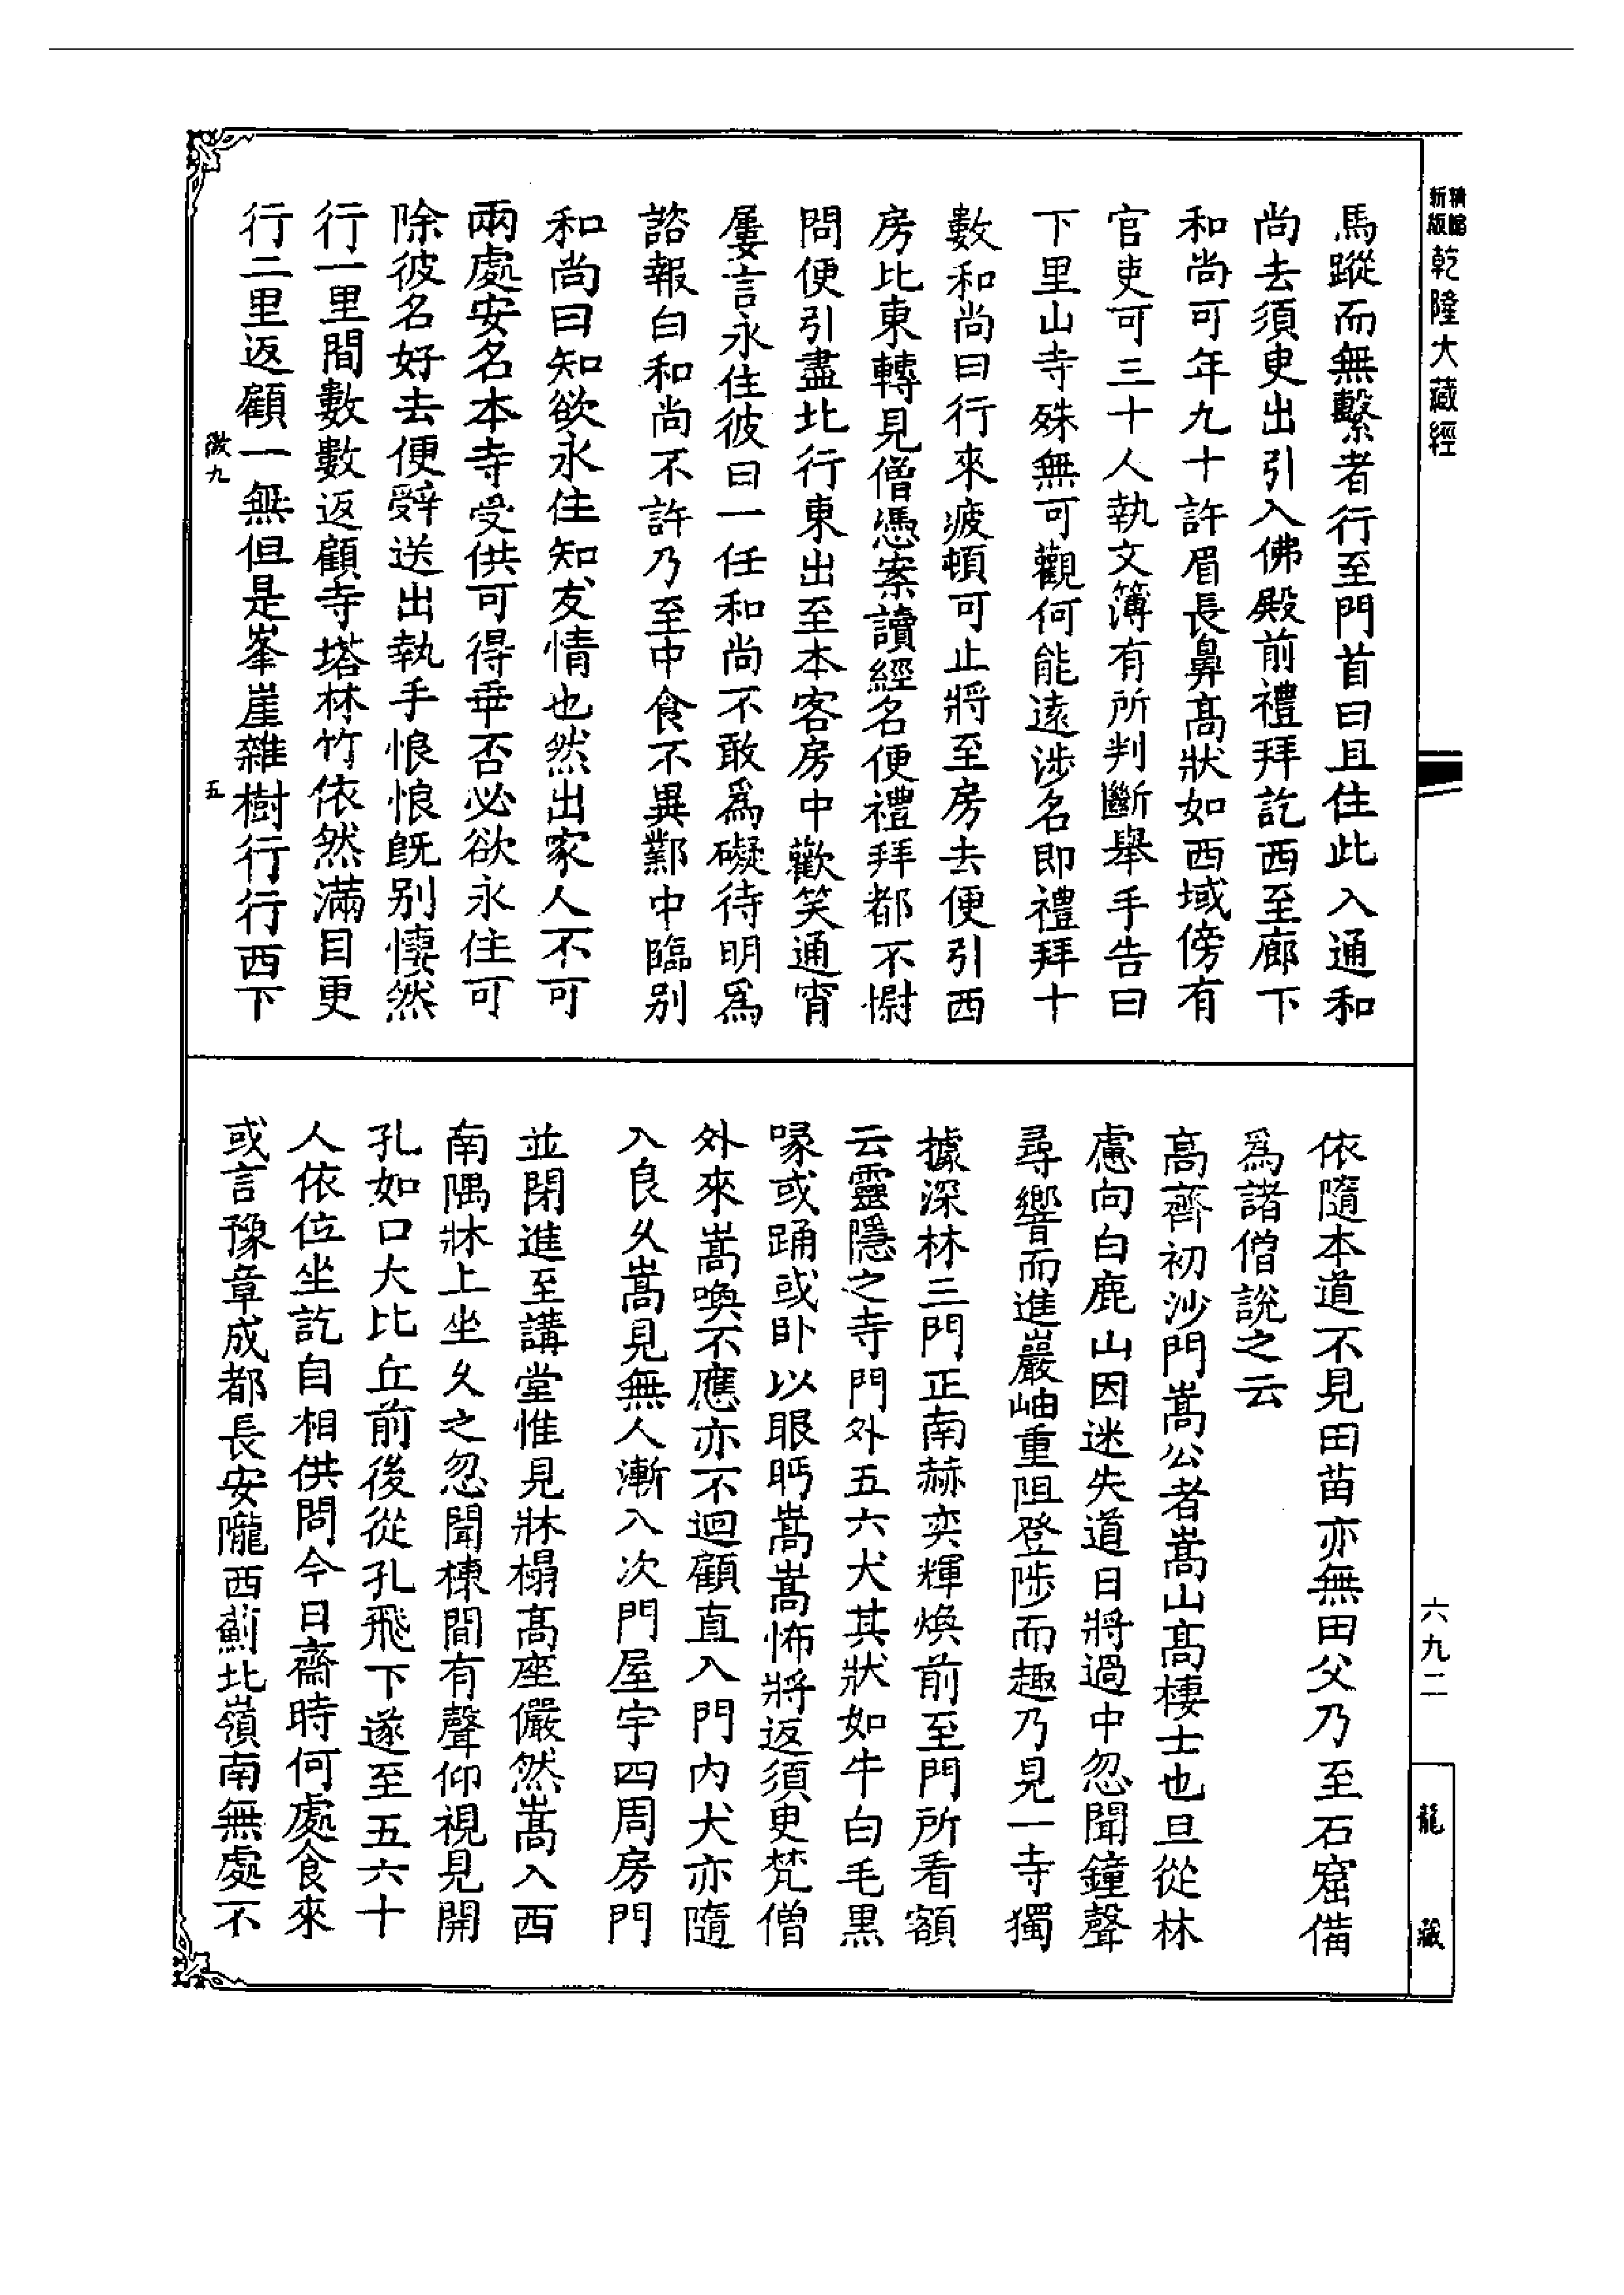 精縮
新版
乾隆大藏經
馬蹤而無繫者行至門首曰且住此入通和
尚去須㬰出引入佛殿前禮拜訖西至廊下
和尚可年九十許眉長鼻高狀如西域傍有
官吏可三十人執文簿有所判斷舉手告曰
下里山寺殊無可觀何能遠涉名即禮拜十
數和尚曰行來疲頓可止將至房去便引西
房比東轉見僧憑案讀經名便禮拜都不慰
問便引盡北行東出至本客房中歡笑通宵
屢言永住彼曰一任和尚不敢為礙待明為
諮報白和尚不許乃至中食不異鄴中臨別
和尚曰知欲永住知友情也然出家人不可
兩處安名本寺受供可得垂否必欲永住可
除彼名好去便辭送出執手悢悢既別悽然
行一里間數數返顧寺塔林竹依然滿目更
行二里返顧一無但是峯崖雜樹行行西下
微九
五
依隨本道不見田苗亦無田父乃至石窟備
為諸僧說之云
高齊初沙門嵩公者嵩山高棲士也旦從林
慮向白鹿山因迷失道日將過中忽聞鐘聲
尋響而進巖岫重阻登陟而趣乃見一寺獨
據深林三門正南赫奕輝煥前至門所看額
云靈隱之寺門外五六犬其狀如牛白毛黑
喙或踊或臥以眼眄嵩嵩怖將返須㬰梵僧
外來嵩喚不應亦不迴顧直入門內犬亦隨
入良久嵩見無人漸入次門屋宇四周房門
並閉進至講堂惟見牀榻高座儼然嵩入西
南隅牀上坐久之忽聞棟間有聲仰視見開
孔如口大比丘前後從孔飛下遂至五六十
人依位坐訖自相供問今日齋時何處食來
或言豫章成都長安隴西薊北嶺南無處不
六九二
龍藏